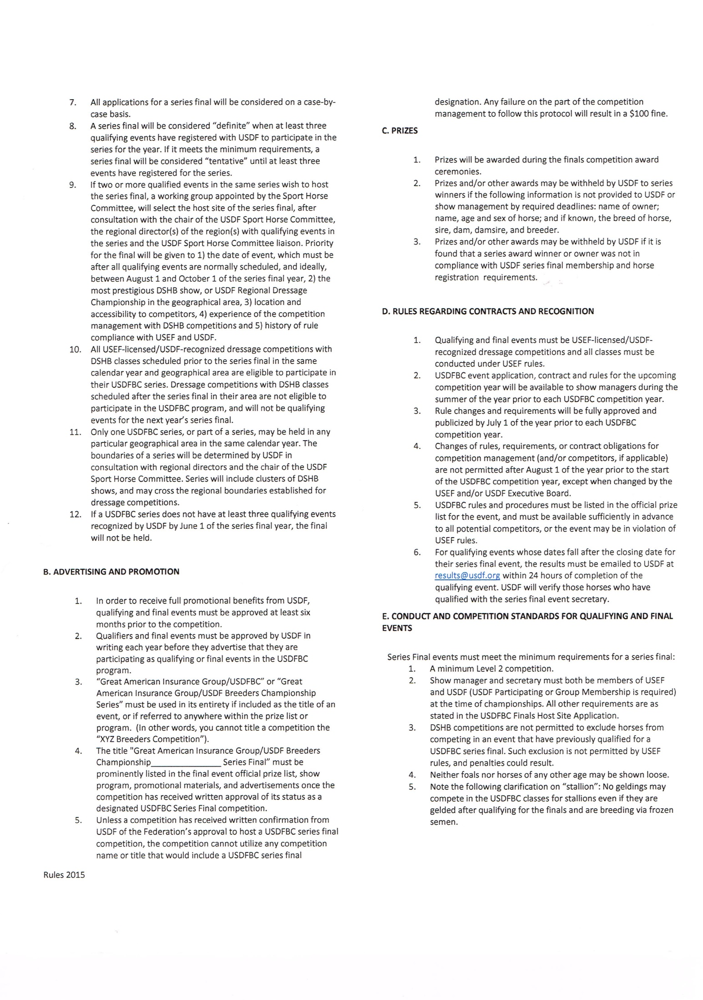 7. All applications for a series final will be considered on a case-by-
case basis.
8. A series final will be considered “definite” when at least three
qualifying events have registered with USDF to participate in the
series for the year. If it meets the minimum requirements, a
series final will be considered “tentative” until at least three
events have registered for the series.
9. If two or more qualified events in the same series wish to host
the series final, a working group appointed by the Sport Horse
Committee, will select the host site of the series final, after
consultation with the chair of the USDF Sport Horse Committee,
the regional director(s) of the region(s) with qualifying events in
the series and the USDF Sport Horse Committee liaison. Priority
for the final will be given to 1) the date of event, which must be
after all qualifying events are normally scheduled, and ideally,
between August 1 and October 1 of the series final year, 2) the
most prestigious DSHB show, or USDF Regional Dressage
Championship in the geographical area, 3) location and
accessibility to competitors, 4) experience of the competition
management with DSHB competitions and 5) history of rule
compliance with USEF and USDF.
10. All USEF-licensed/USDF-recognized dressage competitions with
DSHB classes scheduled prior to the series final in the same
calendar year and geographical area are eligible to participate in
their USDFBC series. Dressage competitions with DSHB classes
scheduled after the series final in their area are not eligible to
participate in the USDFBC program, and will not be qualifying
events for the next year’s series final.
11. Only one USDFBC series, or part of a series, may be held in any
particular geographical area in the same calendar year. The
boundaries of a series will be determined by USDF in
consultation with regional directors and the chair of the USDF
Sport Horse Committee. Series will include clusters of DSHB
shows, and may cross the regional boundaries established for
dressage competitions.
12. If a USDFBC series does not have at least three qualifying events
recognized by USDF by June 1 of the series final year, the final
will not be held.
B. ADVERTISING AND PROMOTION
1. In order to receive full promotional benefits from USDF,
qualifying and final events must be approved at least six
months prior to the competition.
2. Qualifiers and final events must be approved by USDF in
writing each year before they advertise that they are
participating as qualifying or final events in the USDFBC
program.
3. “Great American Insurance Group/USDFBC” or “Great
American Insurance Group/USDF Breeders Championship
Series” must be used in its entirety if included as the title of an
event, or if referred to anywhere within the prize list or
program. (In other words, you cannot title a competition the
“XYZ Breeders Competition”).
4. The title "Great American Insurance Group/USDF Breeders
Championship________________ Series Final” must be
prominently listed in the final event official prize list, show
program, promotional materials, and advertisements once the
competition has received written approval of its status as a
designated USDFBC Series Final competition.
5. Unless a competition has received written confirmation from
USDF of the Federation’s approval to host a USDFBC series final
competition, the competition cannot utilize any competition
name or title that would include a USDFBC series final
Rules 2015
designation. Any failure on the part of the competition
management to follow this protocol will result in a $100 fine.
C. PRIZES
1. Prizes will be awarded during the finals competition award
ceremonies.
2. Prizes and/or other awards may be withheld by USDF to series
winners if the following information is not provided to USDF or
show management by required deadlines: name of owner;
name, age and sex of horse; and if known, the breed of horse,
sire, dam, damsire, and breeder.
3. Prizes and/or other awards may be withheld by USDF if it is
found that a series award winner or owner was not in
compliance with USDF series final membership and horse
registration requirements.
D. RULES REGARDING CONTRACTS AND RECOGNITION
1. Qualifying and final events must be USEF-licensed/USDF-
recognized dressage competitions and all classes must be
conducted under USEF rules.
2. USDFBC event application, contract and rules for the upcoming
competition year will be available to show managers during the
summer of the year prior to each USDFBC competition year.
3. Rule changes and requirements will be fully approved and
publicized by July 1 of the year prior to each USDFBC
competition year.
4. Changes of rules, requirements, or contract obligations for
competition management (and/or competitors, if applicable)
are not permitted after August 1 of the year prior to the start
of the USDFBC competition year, except when changed by the
USEF and/or USDF Executive Board.
5. USDFBC rules and procedures must be listed in the official prize
list for the event, and must be available sufficiently in advance
to all potential competitors, or the event may be in violation of
USEF rules.
6. For qualifying events whose dates fall after the closing date for
their series final event, the results must be emailed to USDF at
results@usdf.org within 24 hours of completion of the
qualifying event. USDF will verify those horses who have
qualified with the series final event secretary.
E. CONDUCT AND COMPETITION STANDARDS FOR QUALIFYING AND FINAL
EVENTS
Series Final events must meet the minimum requirements for a series final:
1. A minimum Level 2 competition.
2. Show manager and secretary must both be members of USEF
and USDF (USDF Participating or Group Membership is required)
at the time of championships. All other requirements are as
stated in the USDFBC Finals Host Site Application.
3. DSHB competitions are not permitted to exclude horses from
competing in an event that have previously qualified for a
USDFBC series final. Such exclusion is not permitted by USEF
rules, and penalties could result.
4. Neither foals nor horses of any other age may be shown loose.
5. Note the following clarification on “stallion”: No geldings may
compete in the USDFBC classes for stallions even if they are
gelded after qualifying for the finals and are breeding via frozen
semen.